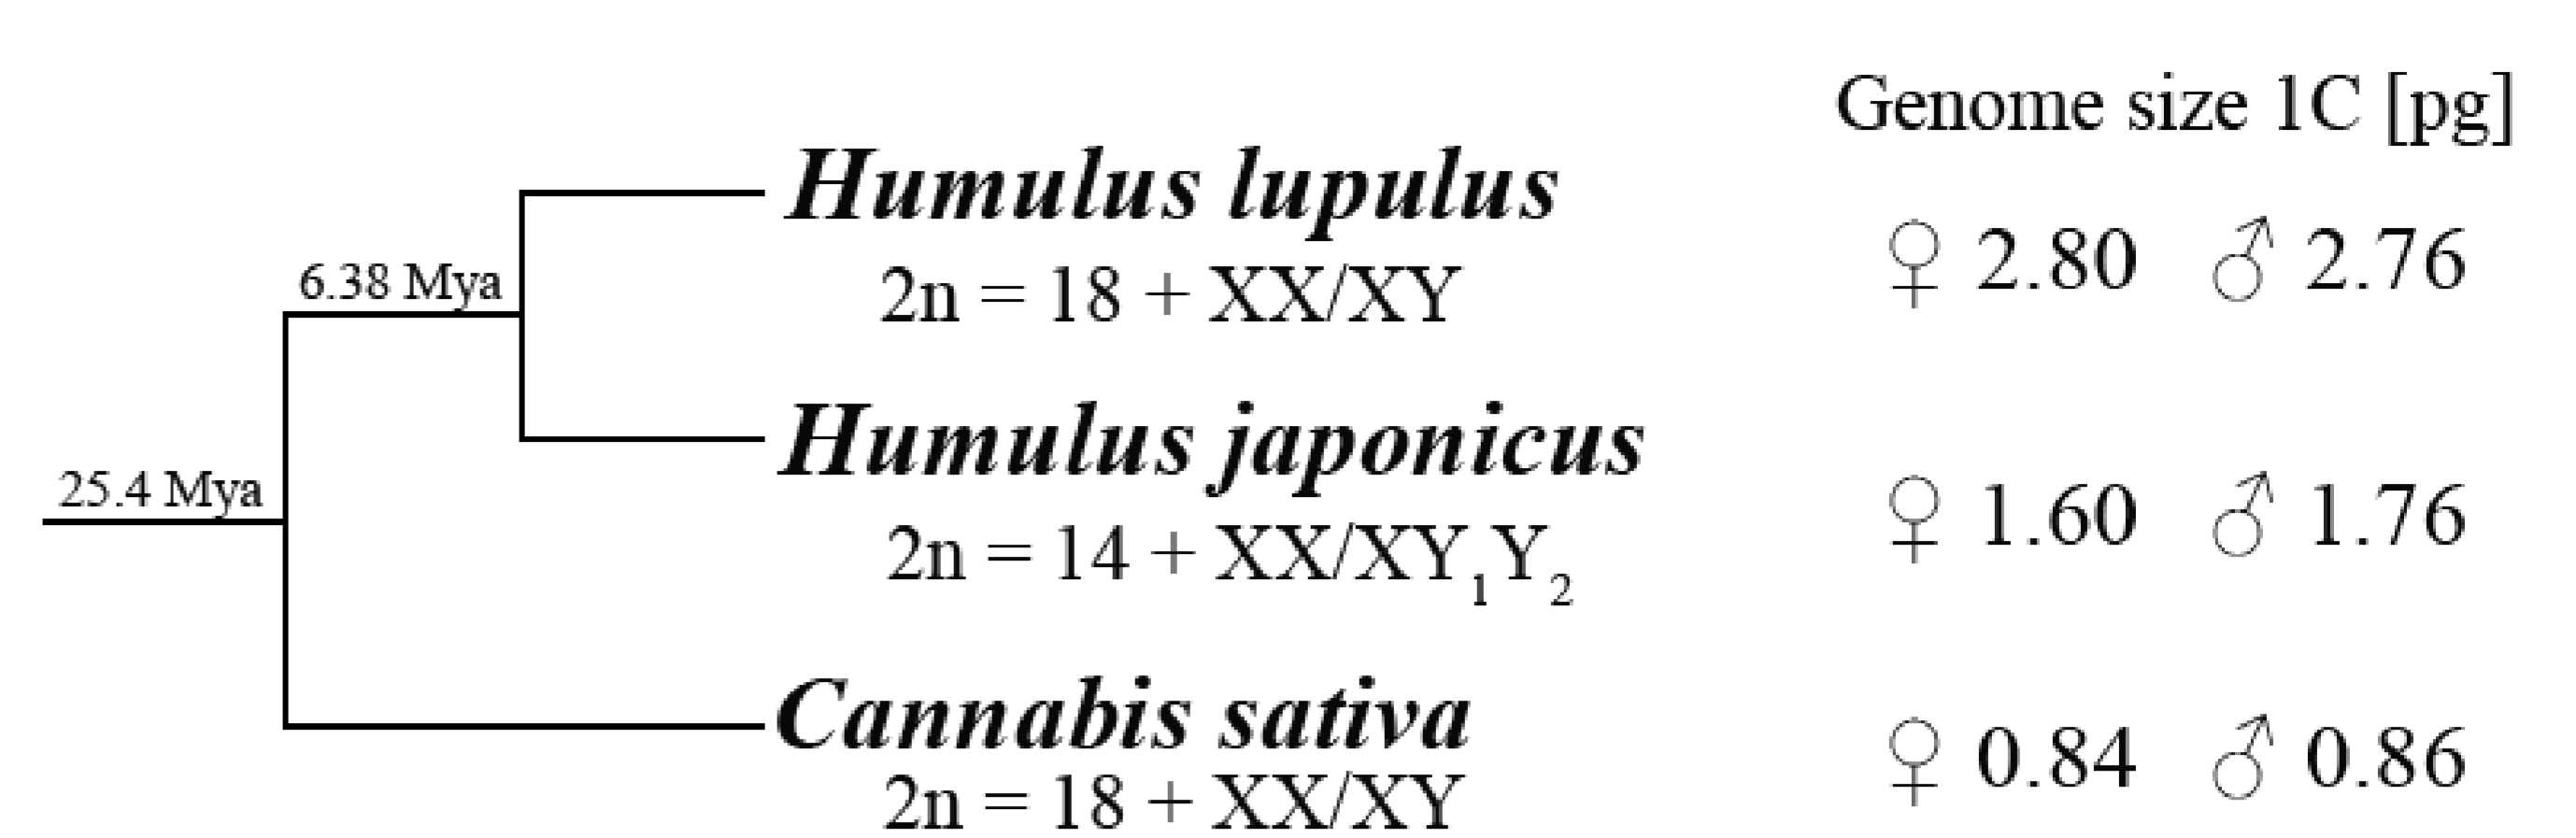 Genome size 1C [pg]
Humulus lupulus
2n = 18 + XX/XY
♀ 2.80 ♂ 2.76
6.38 Mya
Humulus japonicus
2n = 14 + XX/XY₁Y₂
♀ 1.60 ♂ 1.76
25.4 Mya
Cannabis sativa
2n = 18 + XX/XY
♀ 0.84 ♂ 0.86